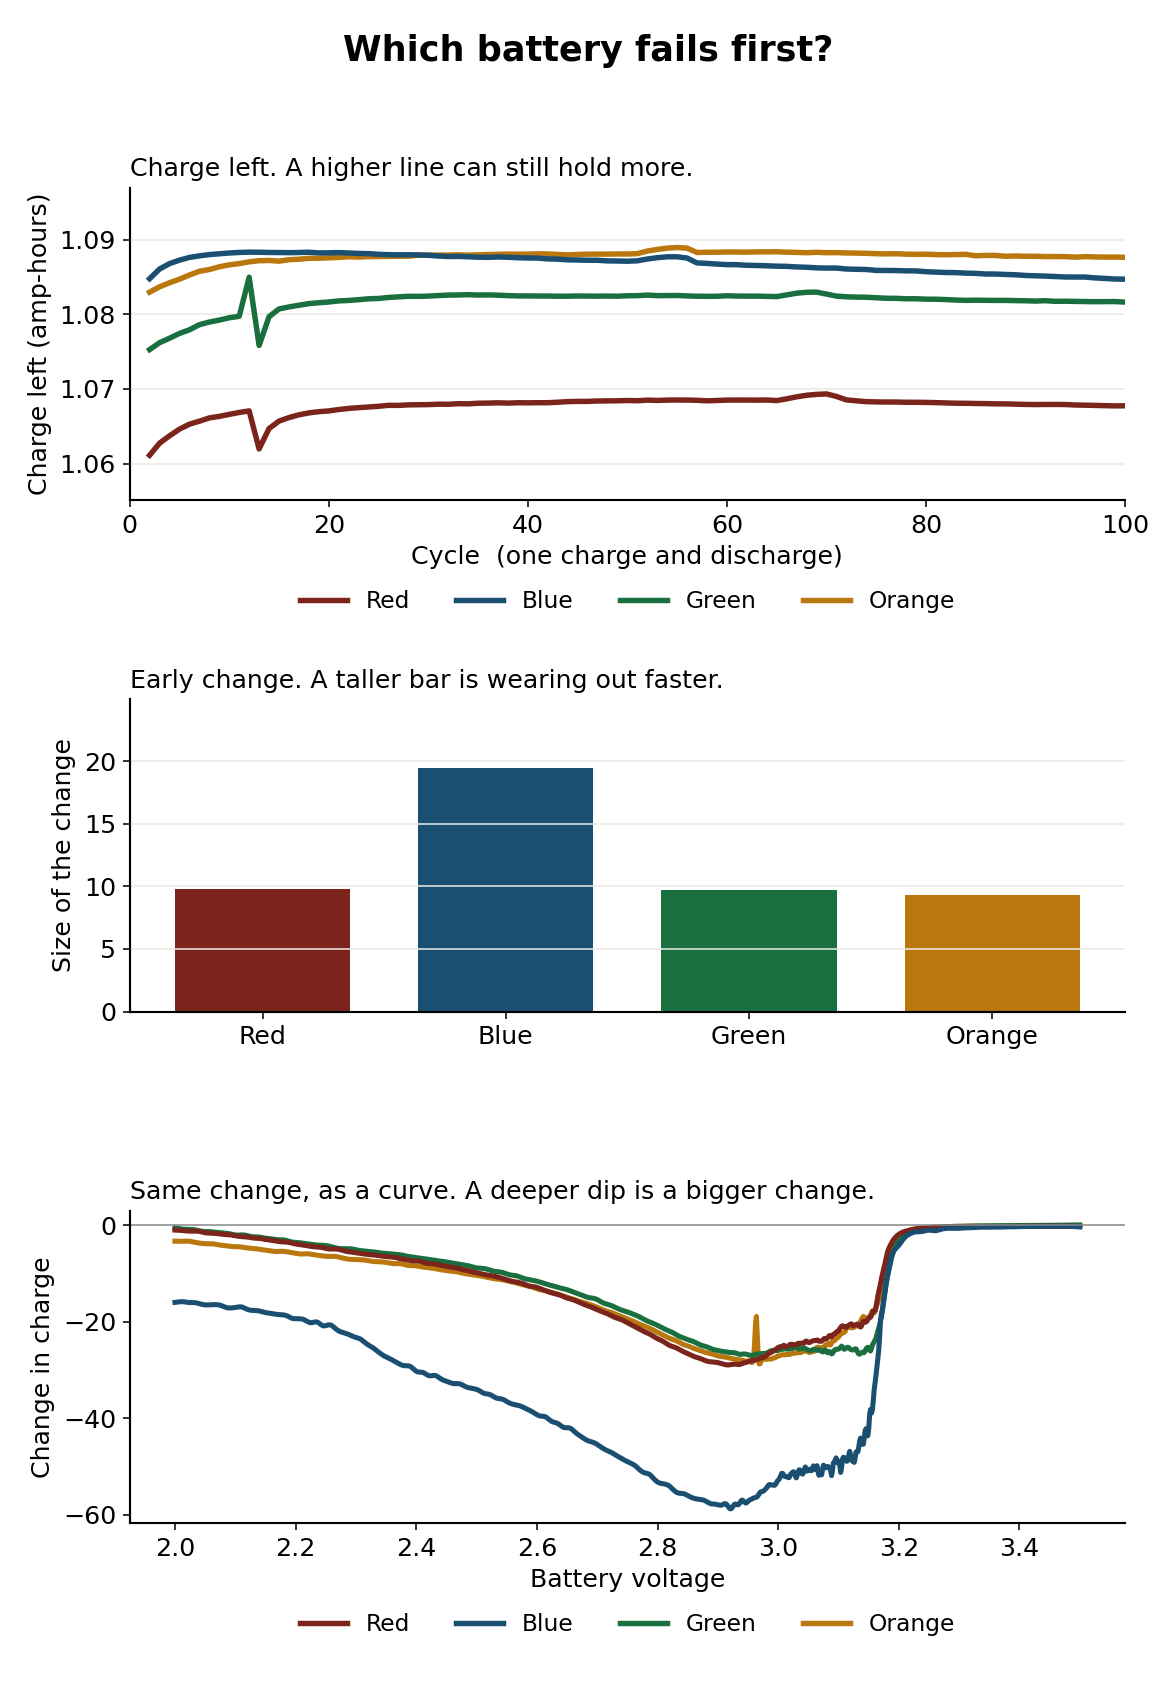 Which battery fails first?
Charge left. A higher line can still hold more.
Charge left (amp-hours)
1.09
1.08
1.07
1.06
0 20 40 60 80 100
Cycle  (one charge and discharge)
Red Blue Green Orange
Early change. A taller bar is wearing out faster.
Size of the change
20
15
10
5
0
Red Blue Green Orange
Same change, as a curve. A deeper dip is a bigger change.
Change in charge
0
−20
−40
−60
2.0 2.2 2.4 2.6 2.8 3.0 3.2 3.4
Battery voltage
Red Blue Green Orange